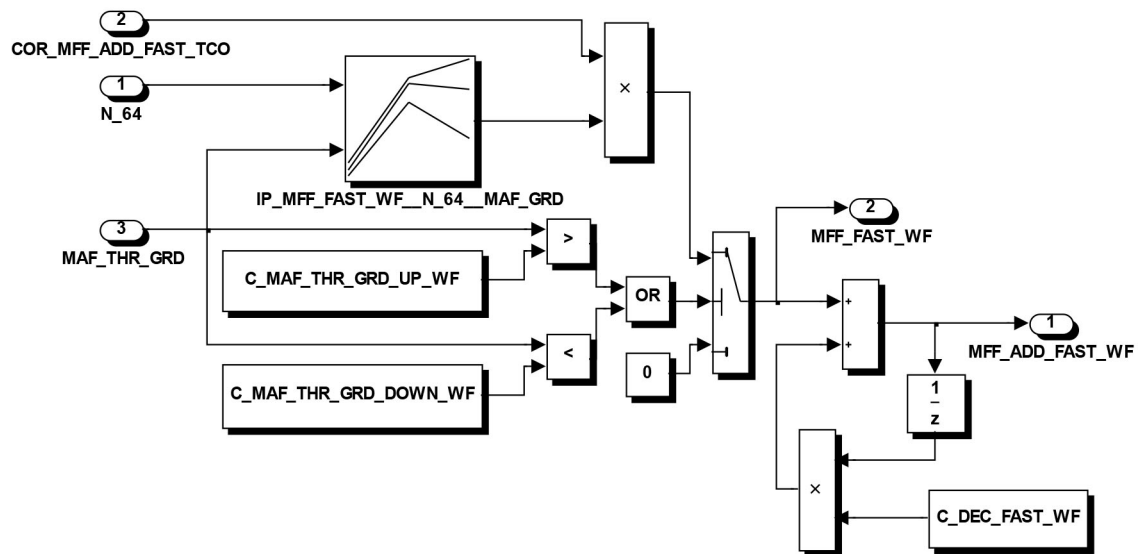 2
COR_MFF_ADD_FAST_TCO
1
N_64
×
IP_MFF_FAST_WF__N_64__MAF_GRD
3
MAF_THR_GRD
>
C_MAF_THR_GRD_UP_WF
OR
<
C_MAF_THR_GRD_DOWN_WF
0
2
MFF_FAST_WF
+
+
1
MFF_ADD_FAST_WF
1
z
×
C_DEC_FAST_WF